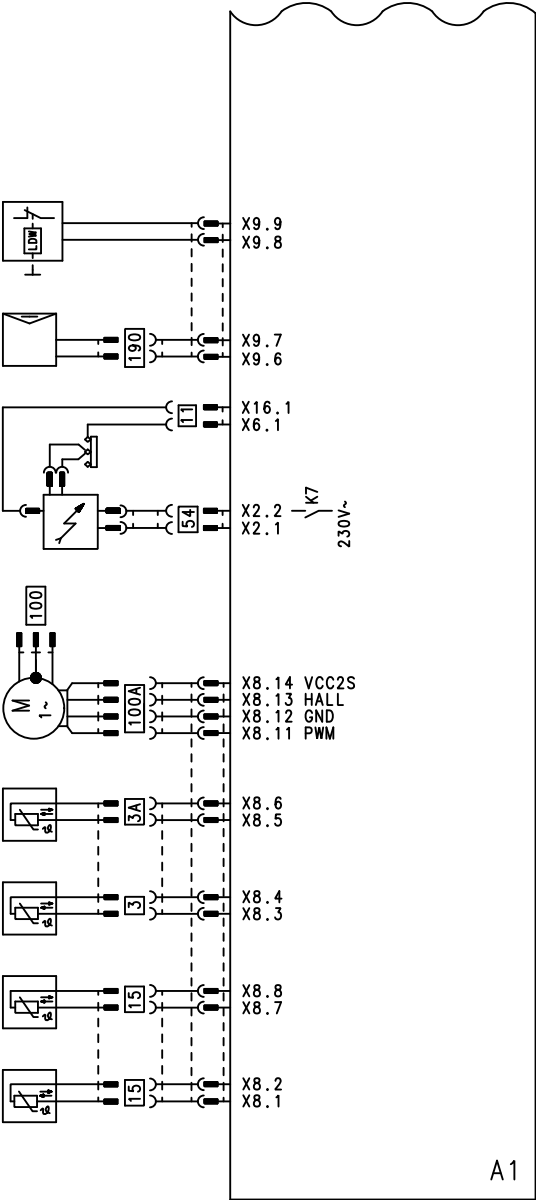 X9.9
LDW
X9.8
X9.7
190
X9.6
X16.1
11
X6.1
X2.2
K7
54
X2.1
230V~
100
X8.14 VCC2S
M
1~
100A
X8.13 HALL
X8.12 GND
X8.11 PWM
X8.6
3A
ϑ
X8.5
X8.4
3
ϑ
X8.3
X8.8
15
ϑ
X8.7
X8.2
15
ϑ
X8.1
A1